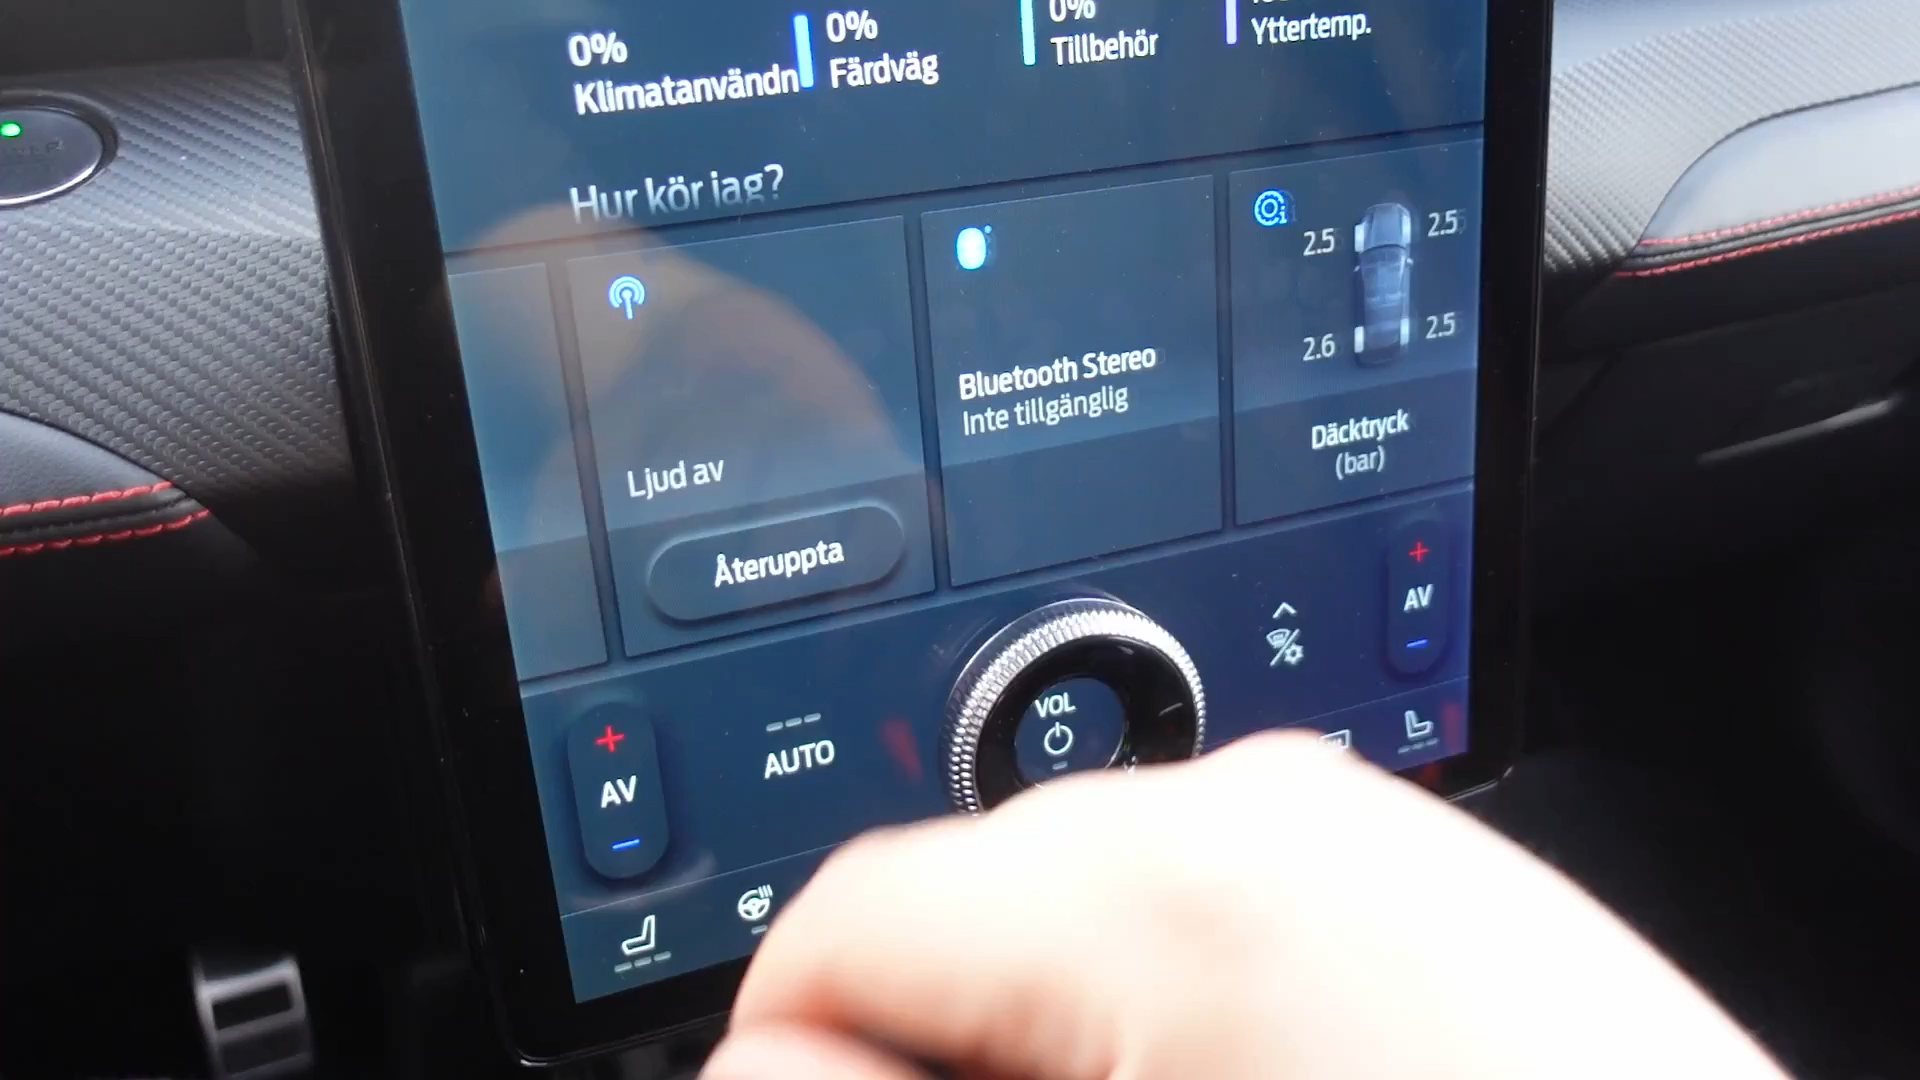 0%
Klimatanvändn
0%
Färdväg
0%
Tillbehör
Yttertemp.
Hur kör jag?
Ljud av
Återuppta
Bluetooth Stereo
Inte tillgänglig
2.5
2.5
2.6
2.5
Däcktryck
(bar)
+
AV
−
AUTO
VOL
+
AV
−